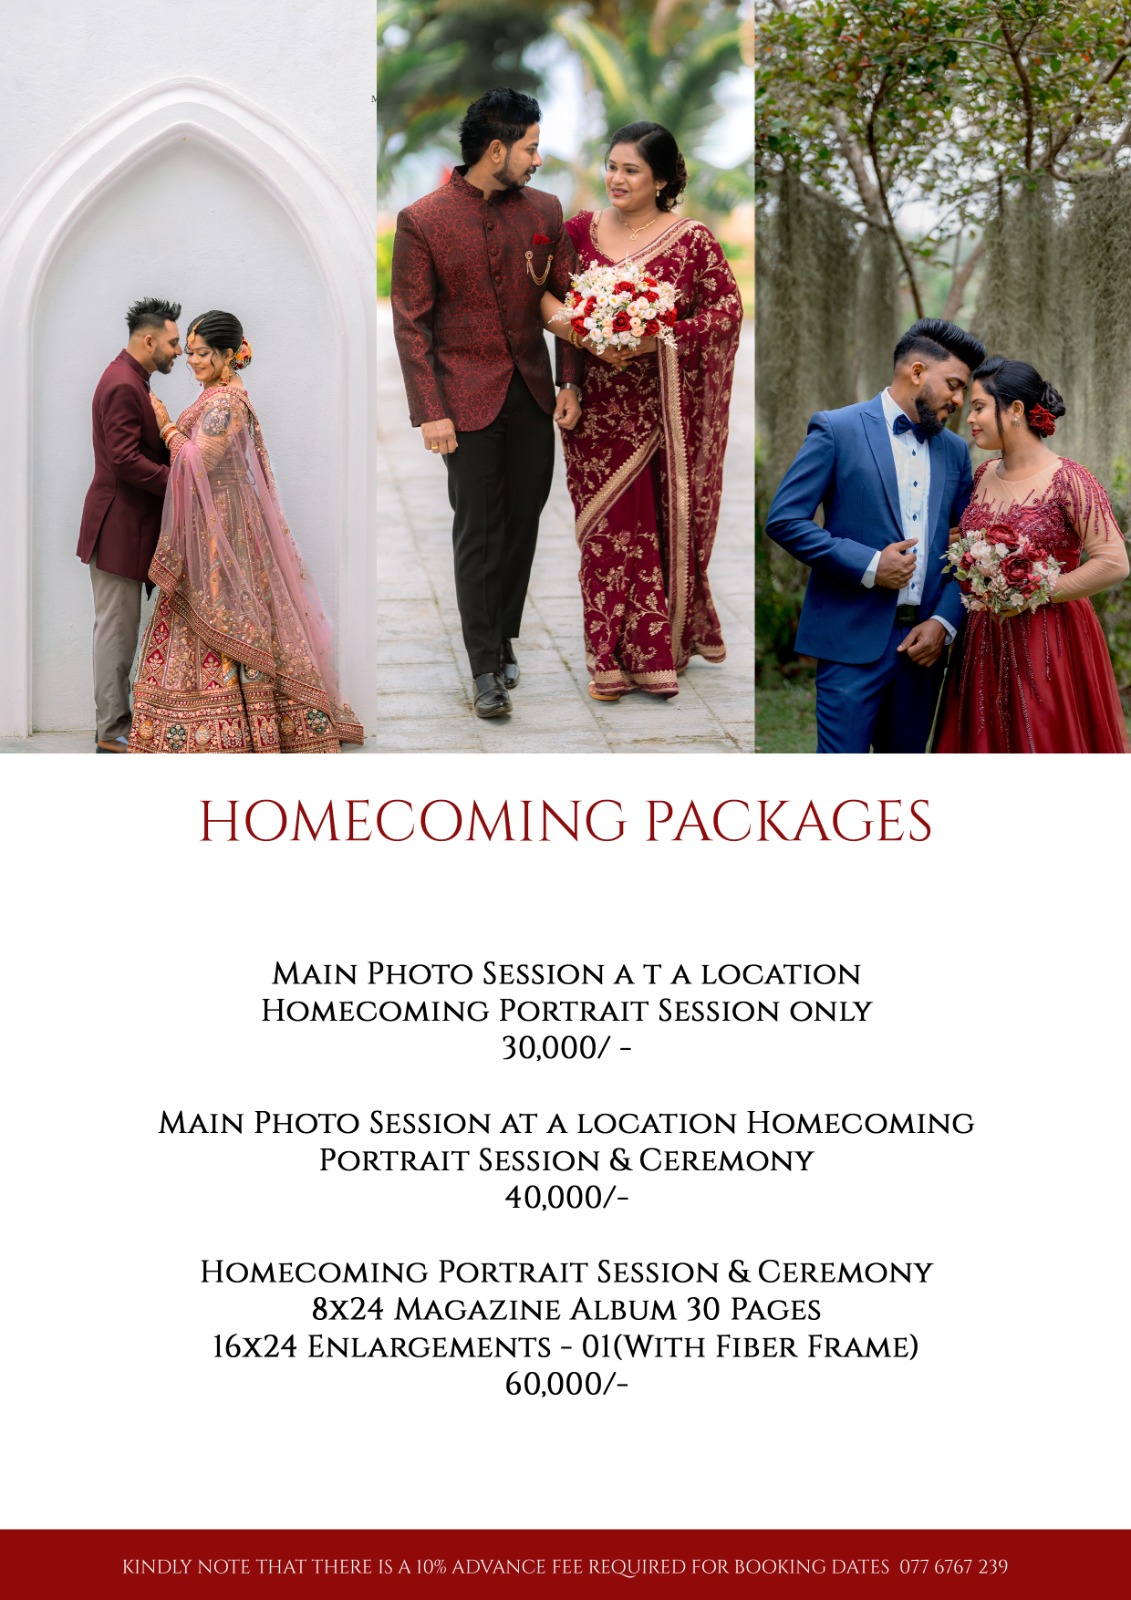 M
HOMECOMING PACKAGES
Main Photo Session a t a location
Homecoming Portrait Session only
30,000/ -
Main Photo Session at a location Homecoming
Portrait Session & Ceremony
40,000/-
Homecoming Portrait Session & Ceremony
8x24 Magazine Album 30 Pages
16x24 Enlargements - 01(With Fiber Frame)
60,000/-
KINDLY NOTE THAT THERE IS A 10% ADVANCE FEE REQUIRED FOR BOOKING DATES 077 6767 239